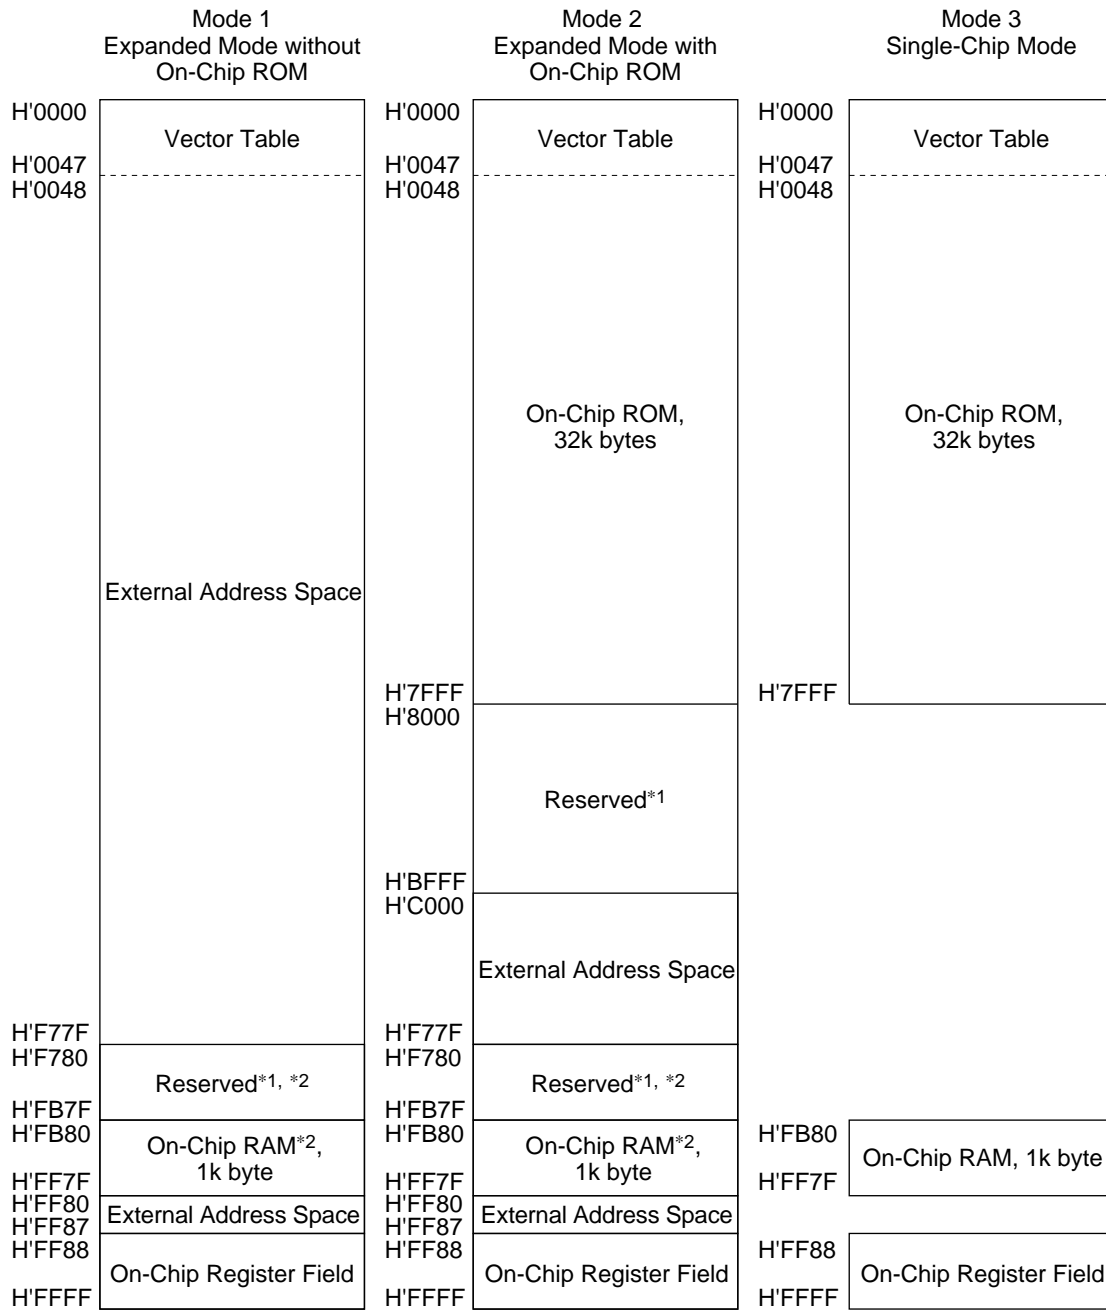 Mode 1
Expanded Mode without
On-Chip ROM
H'0000
Vector Table
H'0047
H'0048
External Address Space
H'F77F
H'F780
Reserved*1, *2
H'FB7F
H'FB80
On-Chip RAM*2,
1k byte
H'FF7F
H'FF80
External Address Space
H'FF87
H'FF88
On-Chip Register Field
H'FFFF
Mode 2
Expanded Mode with
On-Chip ROM
H'0000
Vector Table
H'0047
H'0048
On-Chip ROM,
32k bytes
H'7FFF
H'8000
Reserved*1
H'BFFF
H'C000
External Address Space
H'F77F
H'F780
Reserved*1, *2
H'FB7F
H'FB80
On-Chip RAM*2,
1k byte
H'FF7F
H'FF80
External Address Space
H'FF87
H'FF88
On-Chip Register Field
H'FFFF
Mode 3
Single-Chip Mode
H'0000
Vector Table
H'0047
H'0048
On-Chip ROM,
32k bytes
H'7FFF
H'FB80
On-Chip RAM, 1k byte
H'FF7F
H'FF88
On-Chip Register Field
H'FFFF